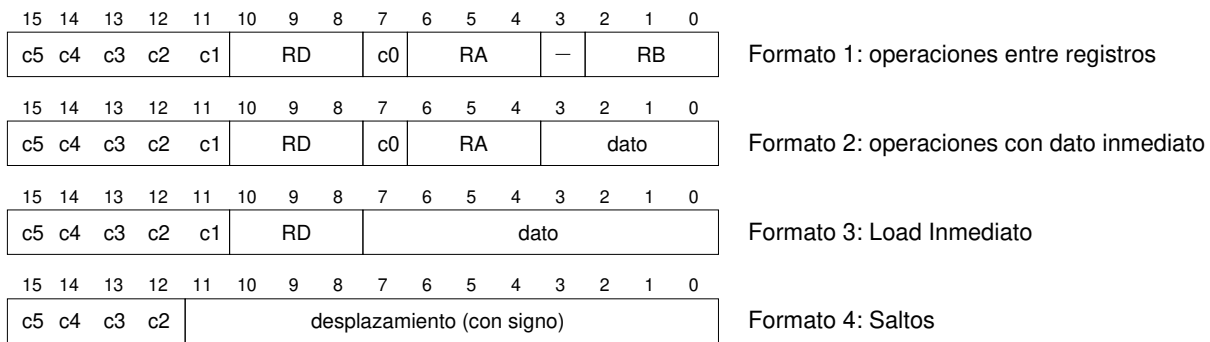 15 14 13 12 11 10 9 8 7 6 5 4 3 2 1 0
c5 c4 c3 c2 c1 RD c0 RA — RB Formato 1: operaciones entre registros
15 14 13 12 11 10 9 8 7 6 5 4 3 2 1 0
c5 c4 c3 c2 c1 RD c0 RA dato Formato 2: operaciones con dato inmediato
15 14 13 12 11 10 9 8 7 6 5 4 3 2 1 0
c5 c4 c3 c2 c1 RD dato Formato 3: Load Inmediato
15 14 13 12 11 10 9 8 7 6 5 4 3 2 1 0
c5 c4 c3 c2 desplazamiento (con signo) Formato 4: Saltos